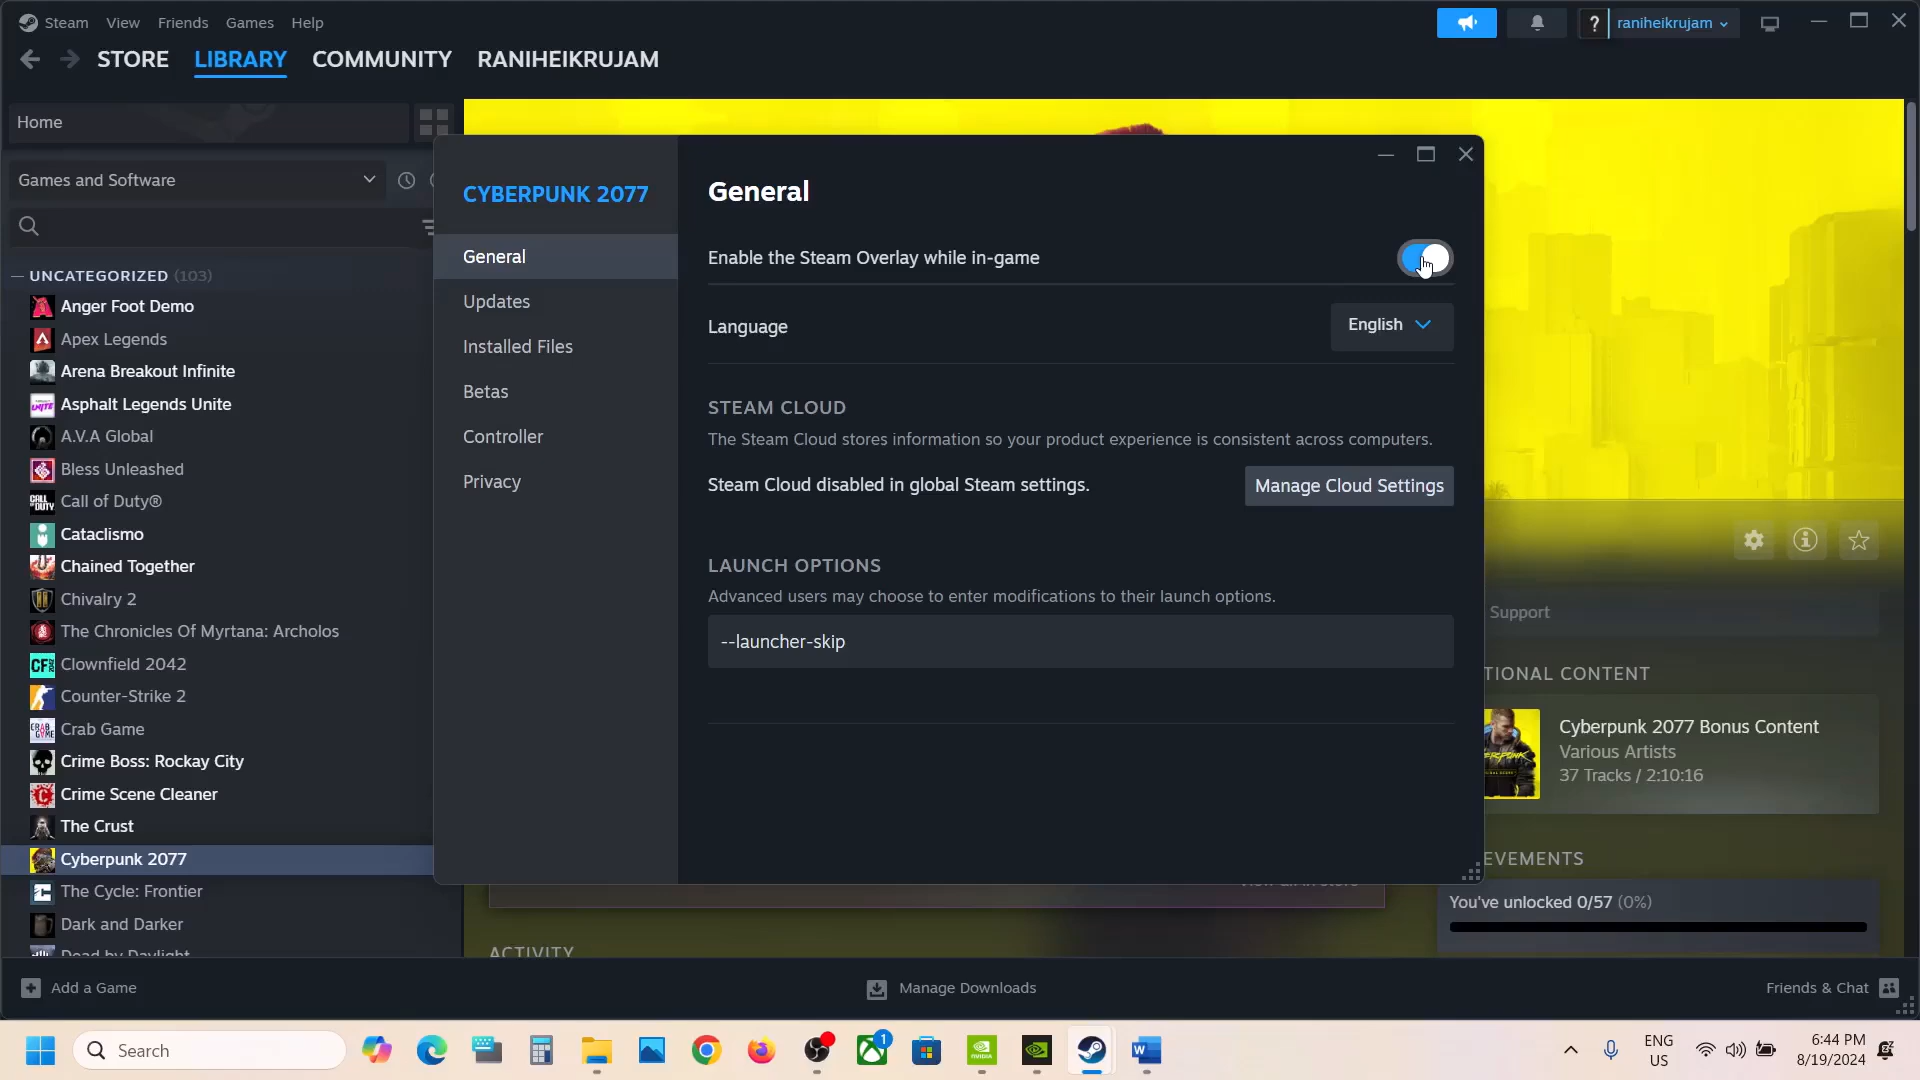 Steam View Friends Games Help
raniheikrujam
STORE LIBRARY COMMUNITY RANIHEIKRUJAM
Home
Games and Software
UNCATEGORIZED (103)
Anger Foot Demo
Apex Legends
Arena Breakout Infinite
Asphalt Legends Unite
A.V.A Global
Bless Unleashed
Call of Duty®
Cataclismo
Chained Together
Chivalry 2
The Chronicles Of Myrtana: Archolos
Clownfield 2042
Counter-Strike 2
Crab Game
Crime Boss: Rockay City
Crime Scene Cleaner
The Crust
Cyberpunk 2077
The Cycle: Frontier
Dark and Darker
Dead by Daylight
CYBERPUNK 2077
General
Updates
Installed Files
Betas
Controller
Privacy
General
Enable the Steam Overlay while in-game
Language
English
STEAM CLOUD
The Steam Cloud stores information so your product experience is consistent across computers.
Steam Cloud disabled in global Steam settings.
Manage Cloud Settings
LAUNCH OPTIONS
Advanced users may choose to enter modifications to their launch options.
--launcher-skip
Support
TIONAL CONTENT
Cyberpunk 2077 Bonus Content
Various Artists
37 Tracks / 2:10:16
EVEMENTS
You've unlocked 0/57 (0%)
ACTIVITY
Add a Game
Manage Downloads
Friends & Chat
Search
1
ENG
US
6:44 PM
8/19/2024